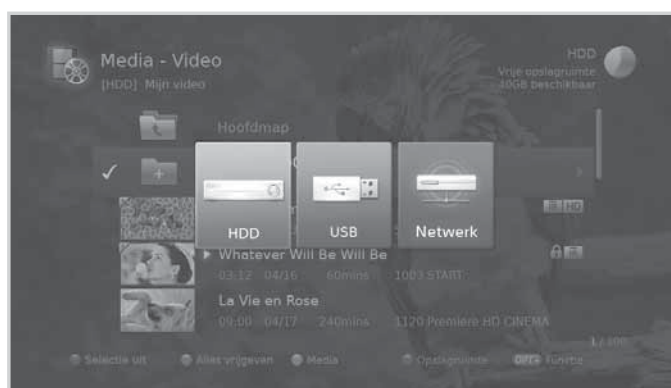 Media - Video
[HDD] Mijn video
HDD
Vrije opslagruimte
40GB beschikbaar
Hoofdmap
HDD
USB
Netwerk
HD
Whatever Will Be Will Be
03:12 04/16 60mins 1003 START
La Vie en Rose
09:00 04/17 240mins 1120 Premiere HD CINEMA
1/100
Selectie uit
Alles vrijgeven
Media
Opslagruimte
OPT+ Functie